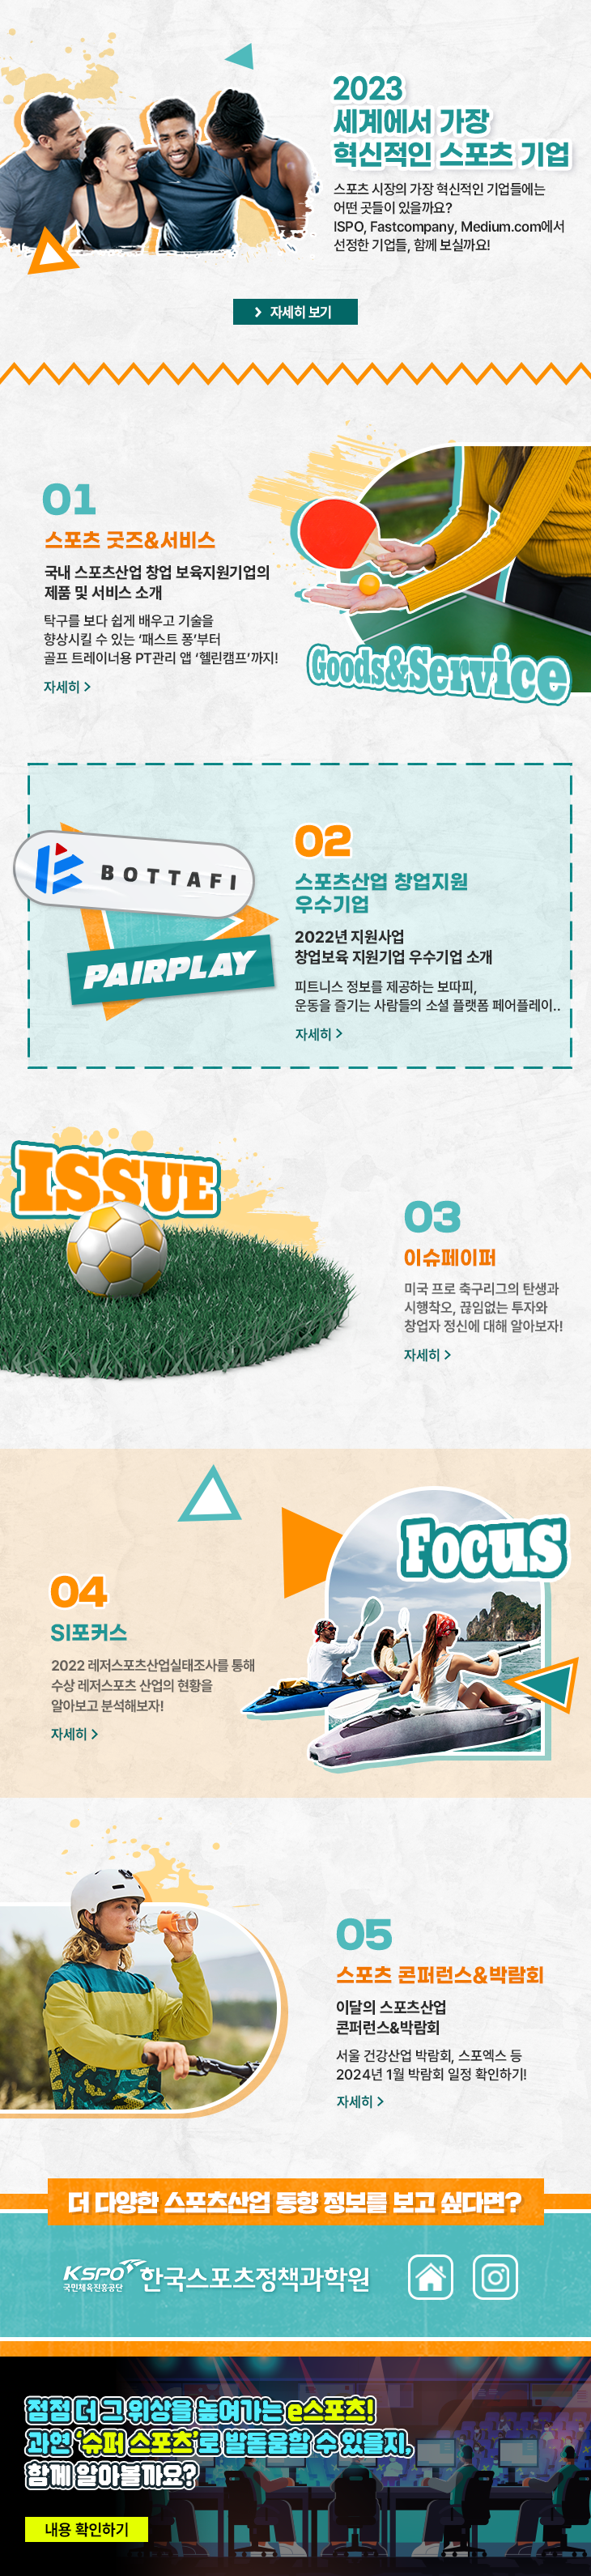 2023
세계에서 가장
혁신적인 스포츠 기업
스포츠 시장의 가장 혁신적인 기업들에는
어떤 곳들이 있을까요?
ISPO, Fastcompany, Medium.com에서
선정한 기업들, 함께 보실까요!
> 자세히 보기
01
스포츠 굿즈&서비스
국내 스포츠산업 창업 보육지원기업의
제품 및 서비스 소개
탁구를 보다 쉽게 배우고 기술을
향상시킬 수 있는 ‘패스트 퐁’부터
골프 트레이너용 PT관리 앱 ‘헬린캠프’까지!
자세히 >
Goods&Service
BOTTAFI
PAIRPLAY
02
스포츠산업 창업지원
우수기업
2022년 지원사업
창업보육 지원기업 우수기업 소개
피트니스 정보를 제공하는 보따피,
운동을 즐기는 사람들의 소셜 플랫폼 페어플레이..
자세히 >
ISSUE
03
이슈페이퍼
미국 프로 축구리그의 탄생과
시행착오, 끊임없는 투자와
창업자 정신에 대해 알아보자!
자세히 >
FOCUS
04
SI포커스
2022 레저스포츠산업실태조사를 통해
수상 레저스포츠 산업의 현황을
알아보고 분석해보자!
자세히 >
05
스포츠 콘퍼런스&박람회
이달의 스포츠산업
콘퍼런스&박람회
서울 건강산업 박람회, 스포엑스 등
2024년 1월 박람회 일정 확인하기!
자세히 >
더 다양한 스포츠산업 동향 정보를 보고 싶다면?
KSPO 국민체육진흥공단 한국스포츠정책과학원
점점 더 그 위상을 높여가는 e스포츠!
과연 ‘슈퍼 스포츠’로 발돋움할 수 있을지,
함께 알아볼까요?
내용 확인하기